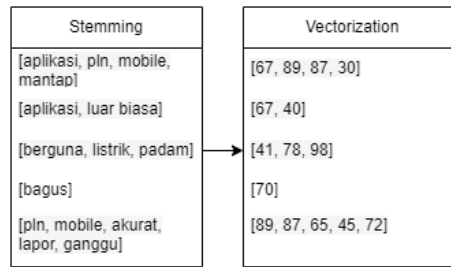 Stemming
[aplikasi, pln, mobile,
mantap]
[aplikasi, luar biasa]
[berguna, listrik, padam]
[bagus]
[pln, mobile, akurat,
lapor, ganggu]
Vectorization
[67, 89, 87, 30]
[67, 40]
[41, 78, 98]
[70]
[89, 87, 65, 45, 72]